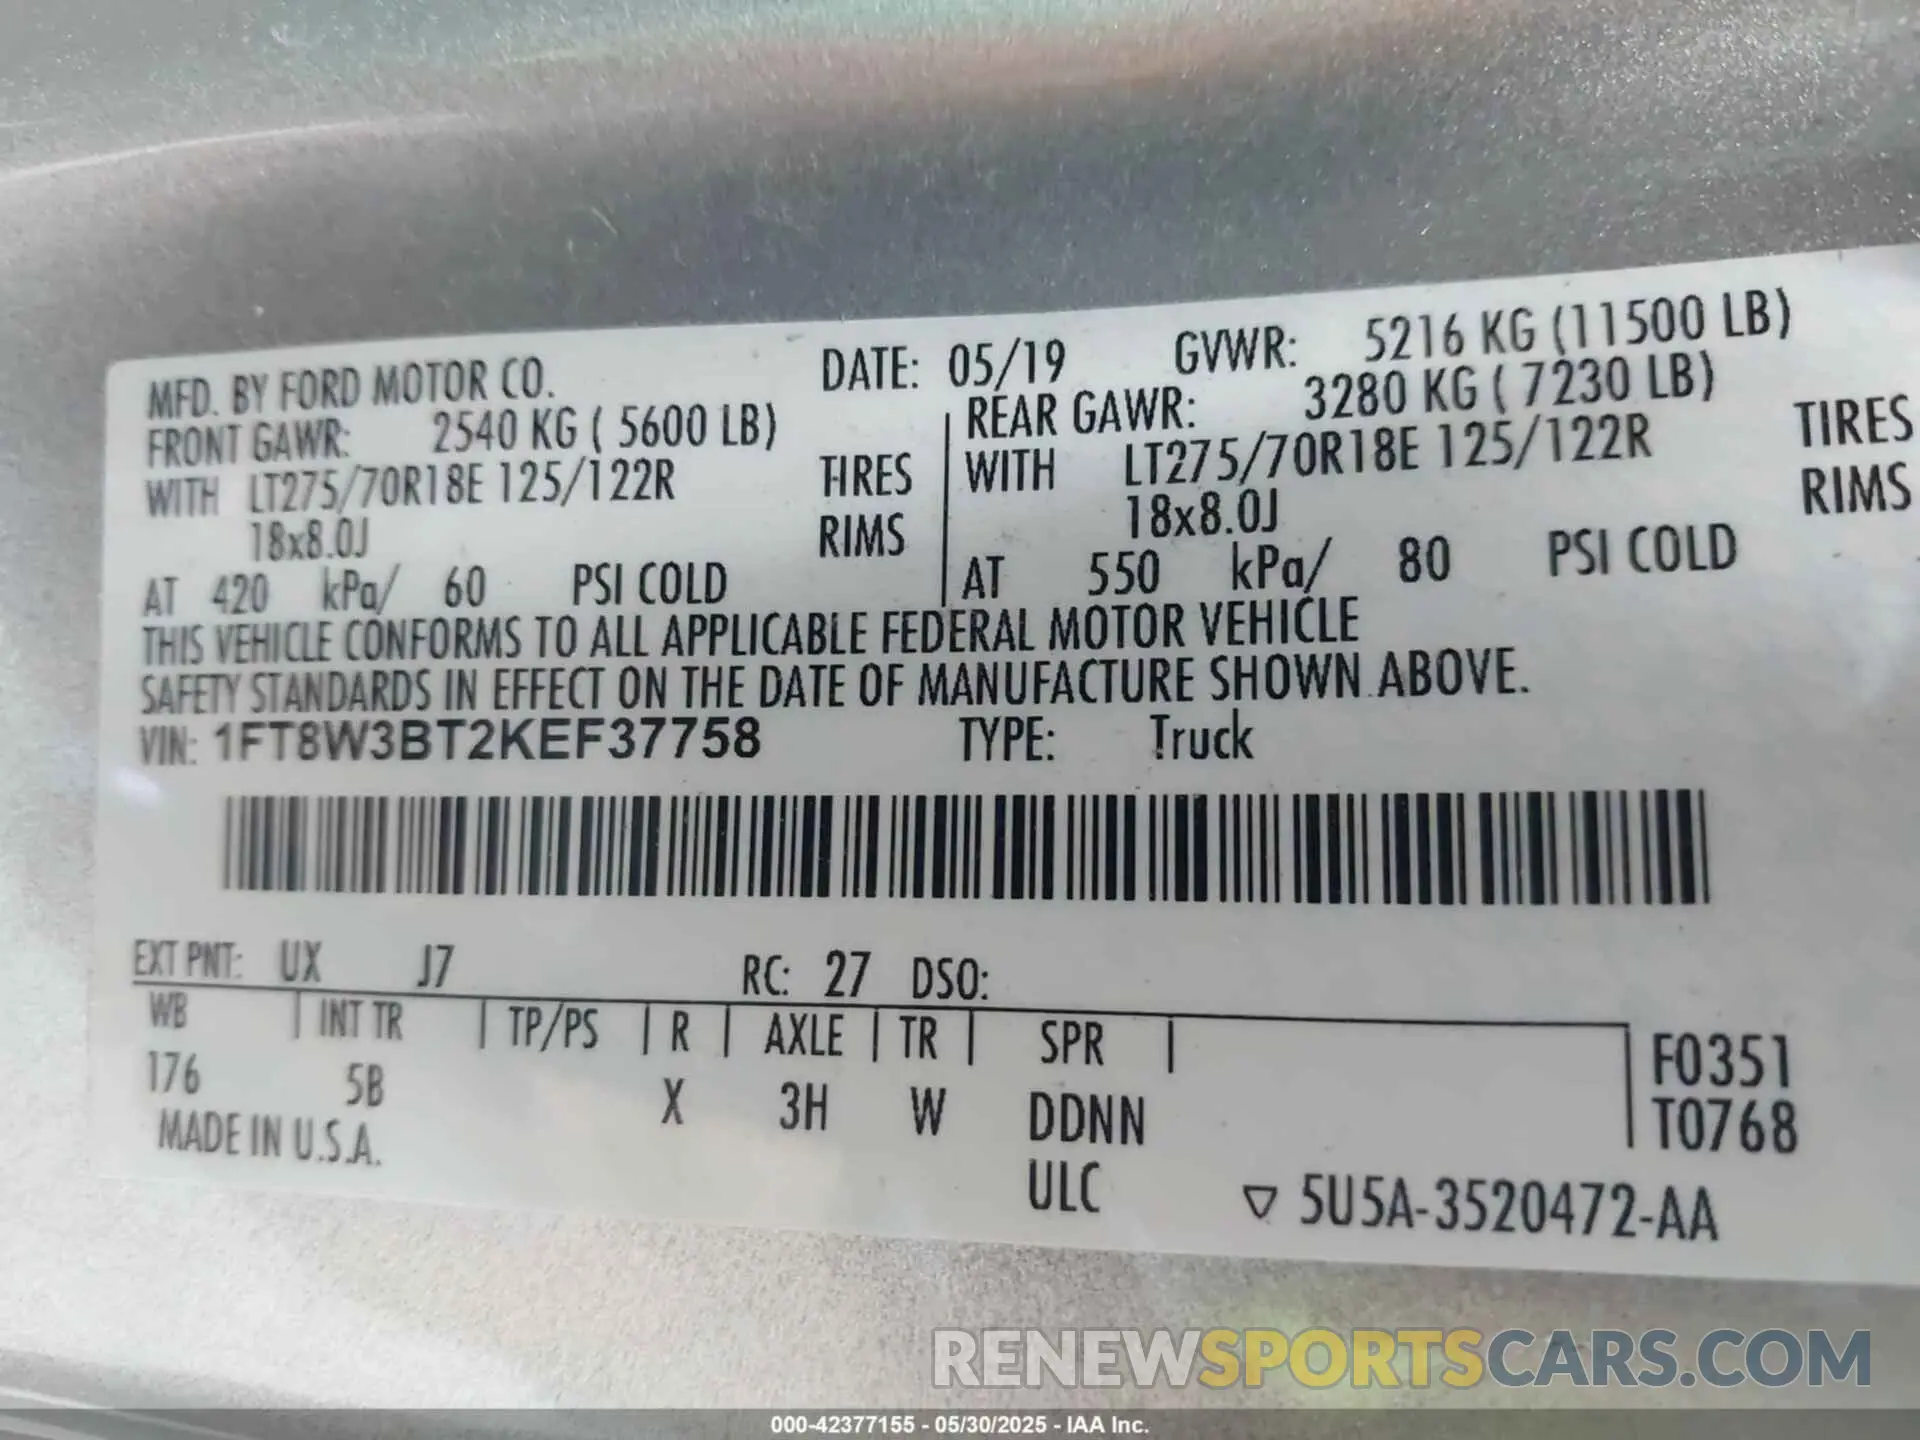 MFD. BY FORD MOTOR CO. DATE: 05/19 GVWR: 5216 KG (11500 LB)
FRONT GAWR: 2540 KG ( 5600 LB) REAR GAWR: 3280 KG ( 7230 LB)
WITH LT275/70R18E 125/122R TIRES WITH LT275/70R18E 125/122R TIRES
18x8.0J RIMS 18x8.0J RIMS
AT 420 kPa/ 60 PSI COLD AT 550 kPa/ 80 PSI COLD
THIS VEHICLE CONFORMS TO ALL APPLICABLE FEDERAL MOTOR VEHICLE
SAFETY STANDARDS IN EFFECT ON THE DATE OF MANUFACTURE SHOWN ABOVE.
VIN: 1FT8W3BT2KEF37758 TYPE: Truck
EXT PNT: UX J7 RC: 27 DSO:
WB INT TR TP/PS R AXLE TR SPR F0351
176 5B X 3H W DDNN T0768
MADE IN U.S.A. ULC ▽ 5U5A-3520472-AA
RENEWSPORTSCARS.COM
000-42377155 - 05/30/2025 - IAA Inc.